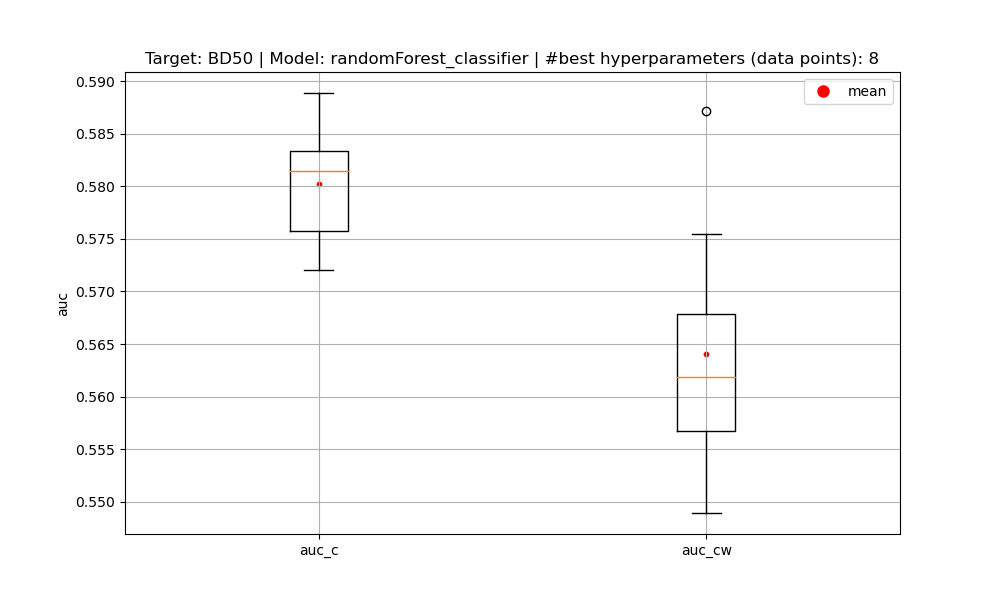 Target: BD50 | Model: randomForest_classifier | #best hyperparameters (data points): 8
0.590
mean
0.585
0.580
0.575
0.570
auc
0.565
0.560
0.555
0.550
auc_c
auc_cw